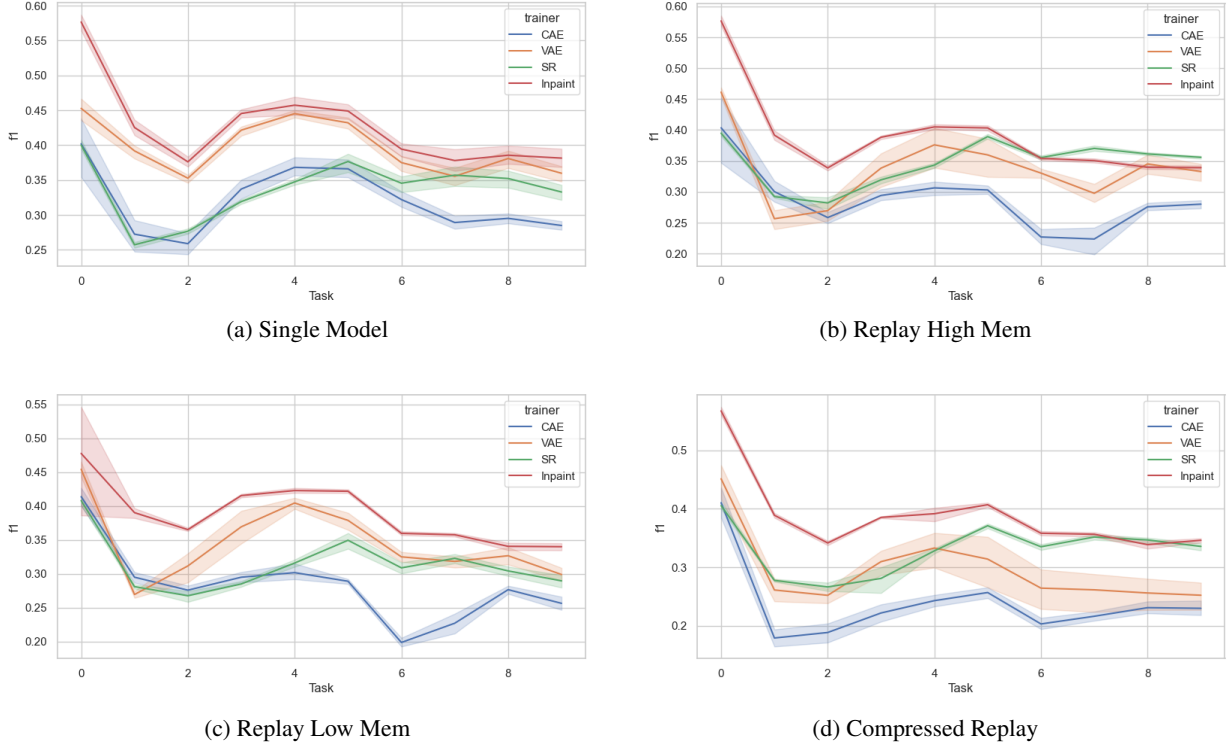 0.60
0.55
0.50
0.45
0.40
0.35
0.30
0.25
f1
0 2 4 6 8
Task
trainer
CAE
VAE
SR
Inpaint
(a) Single Model
0.60
0.55
0.50
0.45
0.40
0.35
0.30
0.25
0.20
f1
0 2 4 6 8
Task
trainer
CAE
VAE
SR
Inpaint
(b) Replay High Mem
0.55
0.50
0.45
0.40
0.35
0.30
0.25
0.20
f1
0 2 4 6 8
Task
trainer
CAE
VAE
SR
Inpaint
(c) Replay Low Mem
0.5
0.4
0.3
0.2
f1
0 2 4 6 8
Task
trainer
CAE
VAE
SR
Inpaint
(d) Compressed Replay